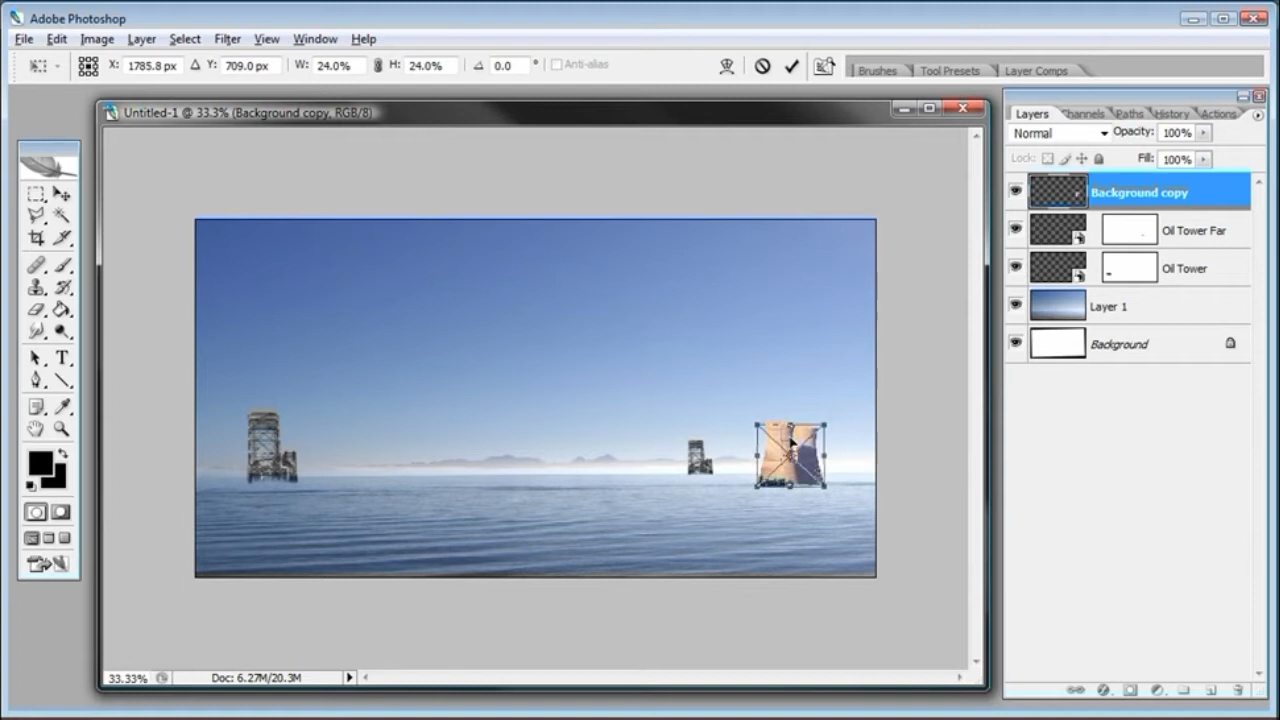 Adobe Photoshop
File Edit Image Layer Select Filter View Window Help
X: 1785.8 px Y: 709.0 px W: 24.0% H: 24.0% 0.0 ° Anti-alias Brushes Tool Presets Layer Comps
Untitled-1 @ 33.3% (Background copy, RGB/8)
Layers Channels Paths History Actions
Normal Opacity: 100%
Lock: Fill: 100%
Background copy
Oil Tower Far
Oil Tower
Layer 1
Background
T
33.33% Doc: 6.27M/20.3M